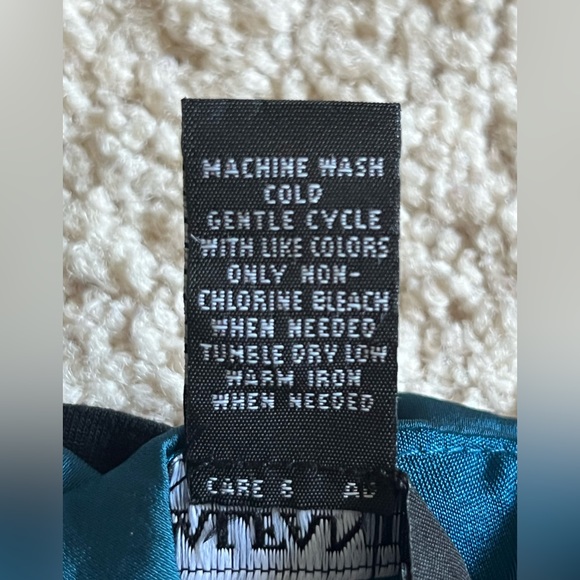 MACHINE WASH
COLD
GENTLE CYCLE
WITH LIKE COLORS
ONLY NON-
CHLORINE BLEACH
WHEN NEEDED
TUMBLE DRY LOW
WARM IRON
WHEN NEEDED
CARE 6